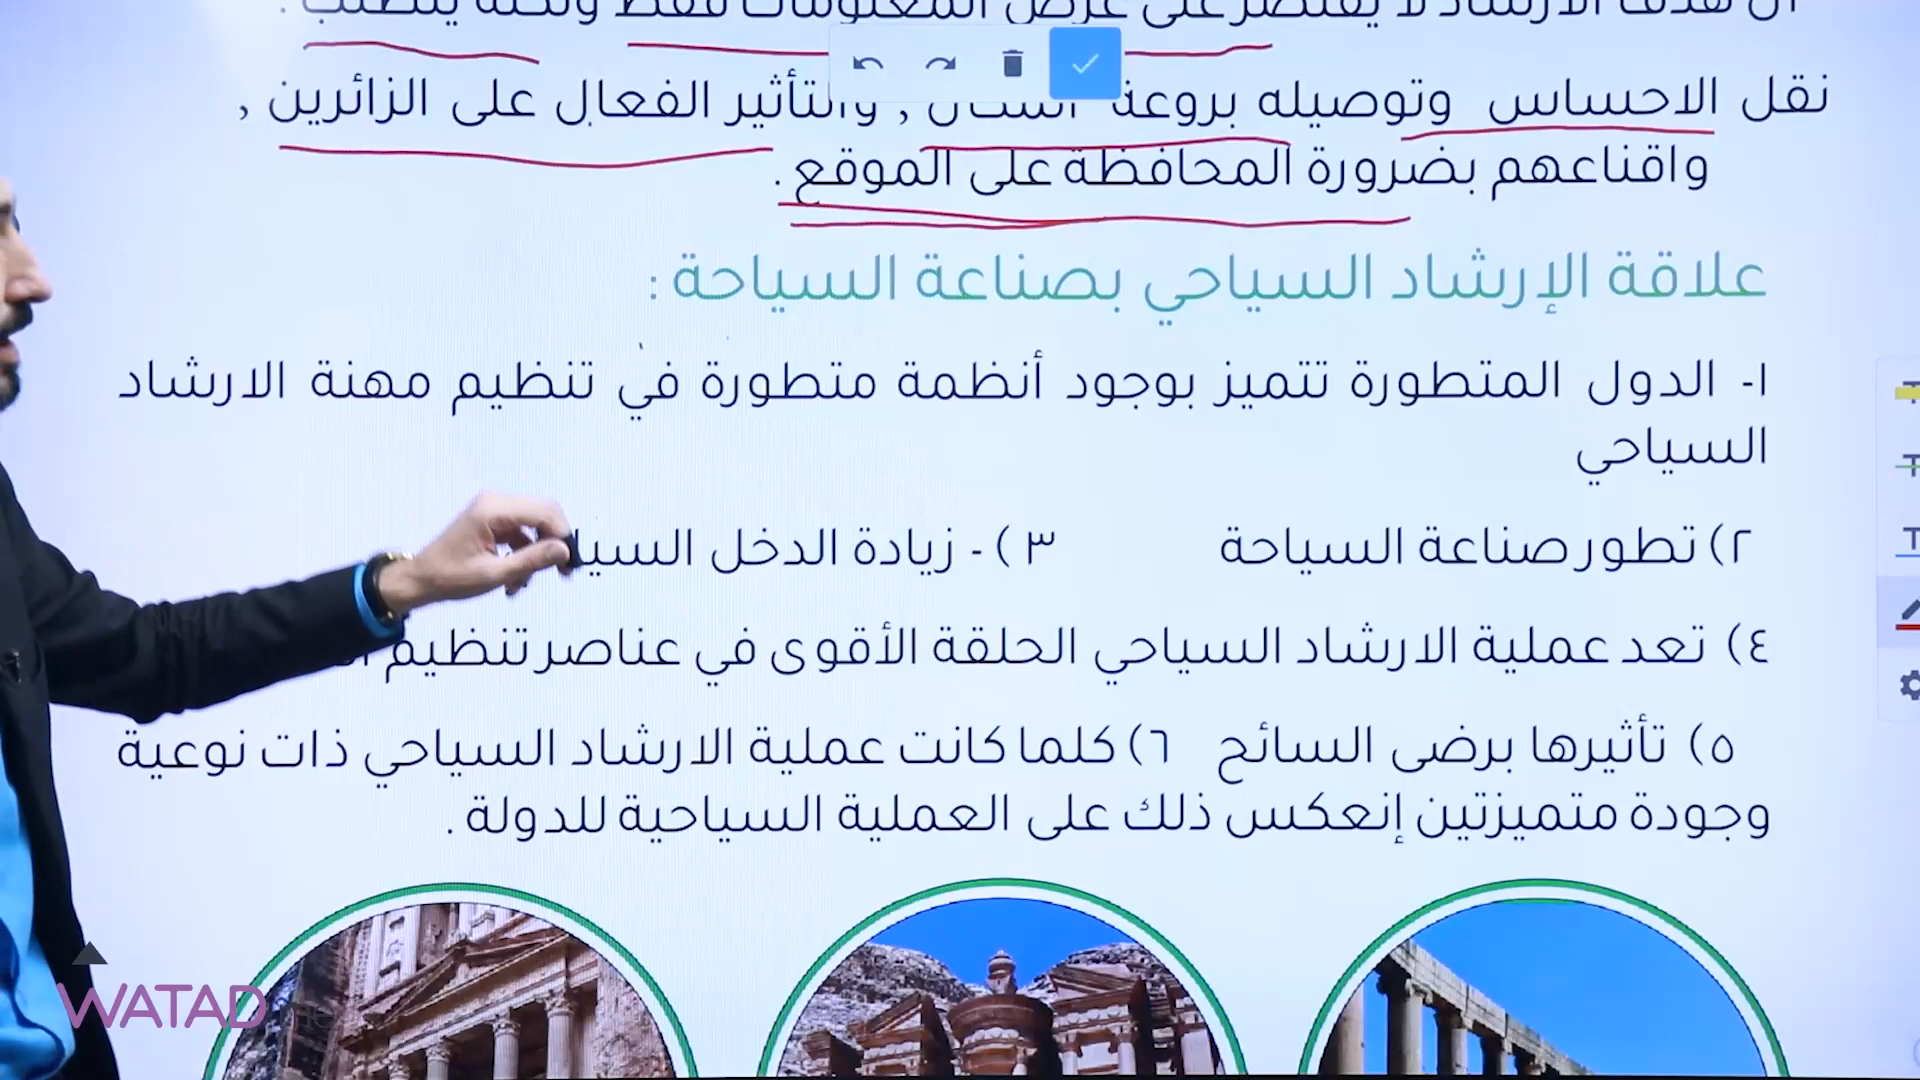 نقل الاحساس وتوصيله بروعة , والتأثير الفعال على الزائرين ,
واقناعهم بضرورة المحافظة على الموقع .
علاقة الإرشاد السياحي بصناعة السياحة :
١- الدول المتطورة تتميز بوجود أنظمة متطورة في تنظيم مهنة الارشاد
السياحي
٢) تطور صناعة السياحة ٣ ) - زيادة الدخل
٤) تعد عملية الارشاد السياحي الحلقة الأقوى في عناصر تنظيم
٥) تأثيرها برضى السائح ٦) كلما كانت عملية الارشاد السياحي ذات نوعية
وجودة متميزتين إنعكس ذلك على العملية السياحية للدولة .
WATAD